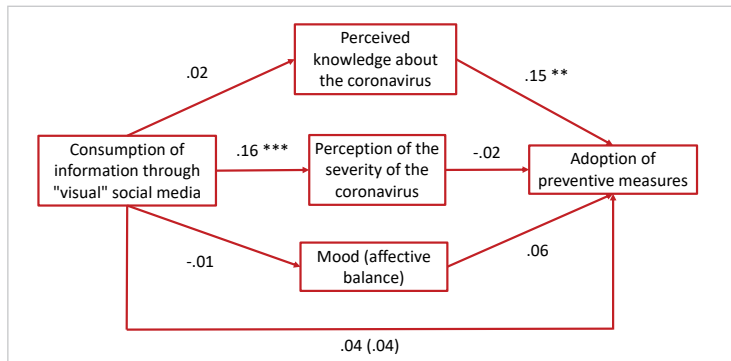 Perceived
knowledge about
the coronavirus
.02
.15 **
Consumption of
information through
"visual" social media
.16 ***
Perception of the
severity of the
coronavirus
-.02
Adoption of
preventive measures
-.01
Mood (affective
balance)
.06
.04 (.04)